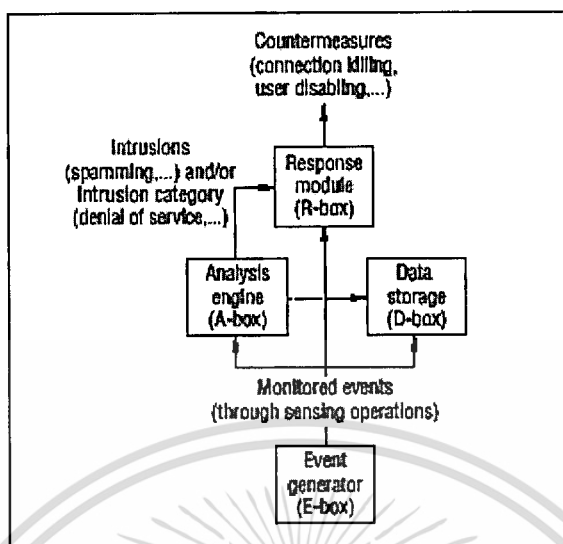 Countermeasures
(connection killing,
user disabling,...)
Intrusions
(spamming,...) and/or
Intrusion category
(denial of service,...)
Response
module
(R-box)
Analysis
engine
(A-box)
Data
storage
(D-box)
Monitored events
(through sensing operations)
Event
generator
(E-box)